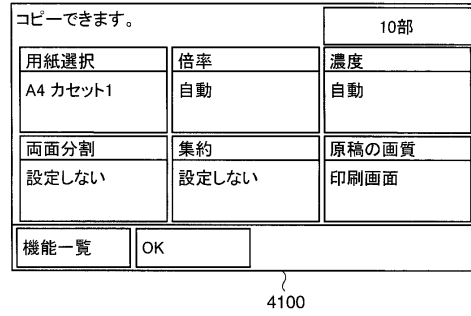 コピーできます。
10部
用紙選択
倍率
濃度
A4 カセット1
自動
自動
両面分割
集約
原稿の画質
設定しない
設定しない
印刷画面
機能一覧
OK
4100